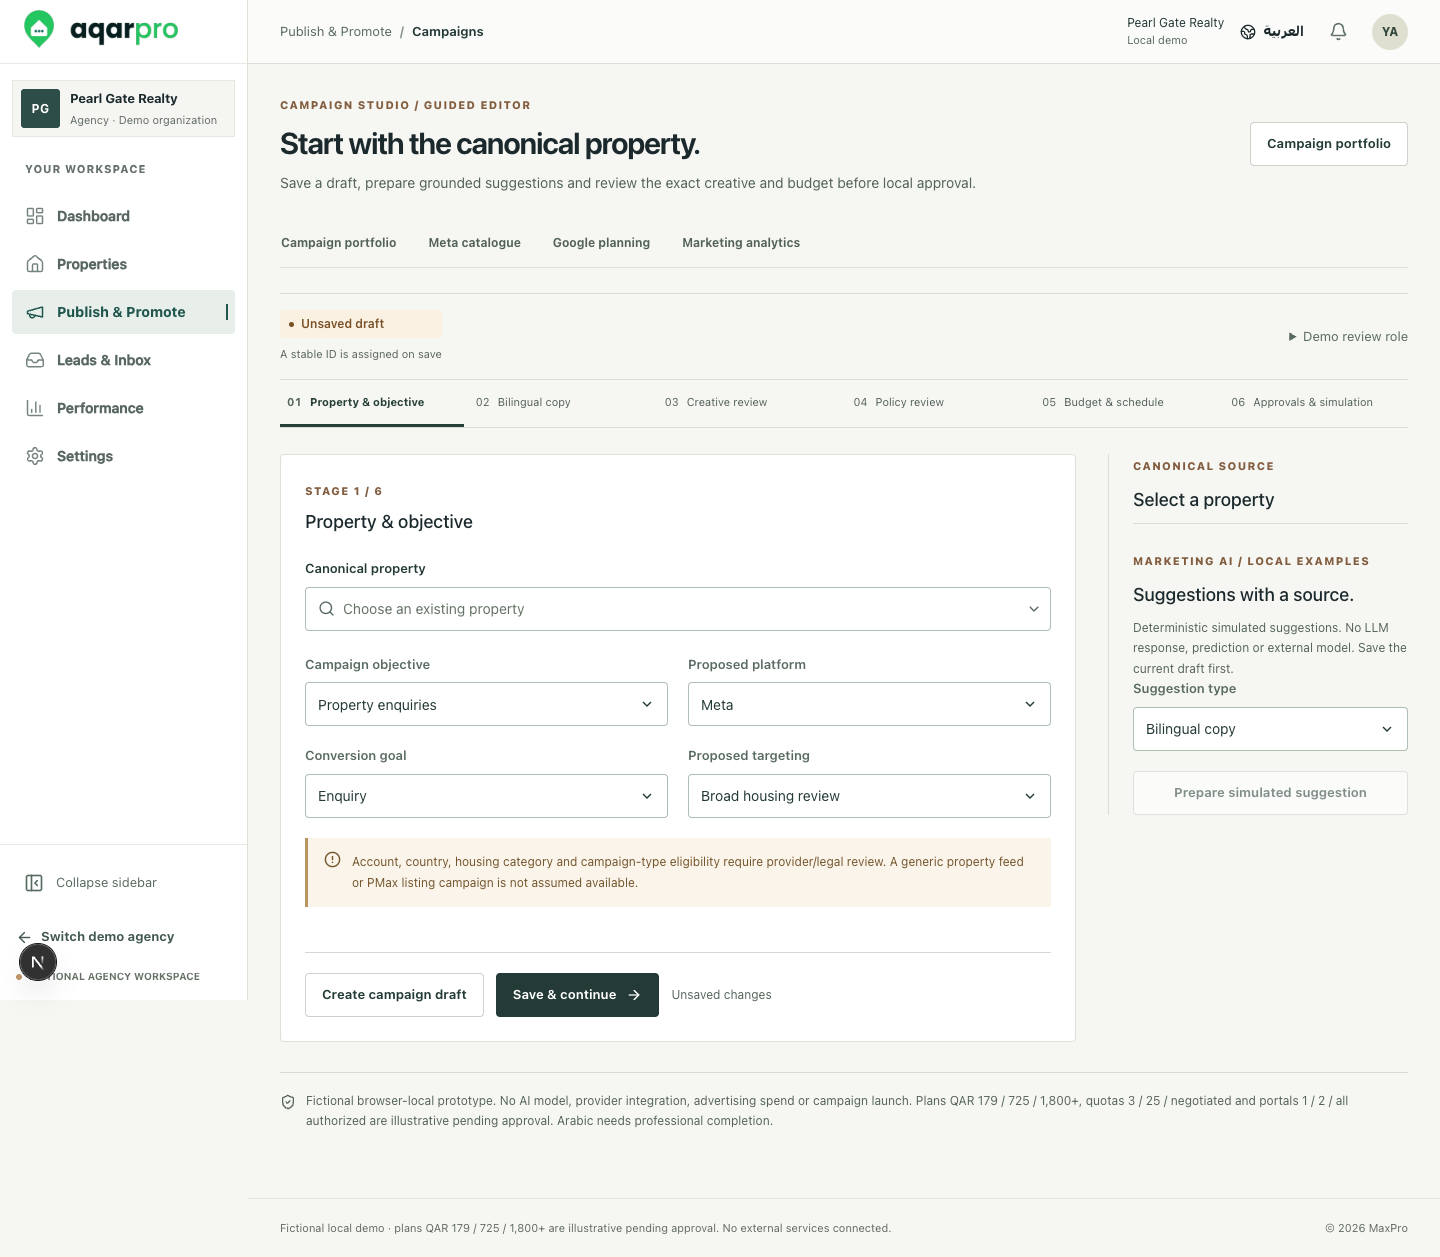 aqarpro
Publish & Promote / Campaigns
Pearl Gate Realty
Local demo
العربية
YA
PG
Pearl Gate Realty
Agency · Demo organization
YOUR WORKSPACE
Dashboard
Properties
Publish & Promote
Leads & Inbox
Performance
Settings
Collapse sidebar
Switch demo agency
N
IONAL AGENCY WORKSPACE
CAMPAIGN STUDIO / GUIDED EDITOR
Start with the canonical property.
Save a draft, prepare grounded suggestions and review the exact creative and budget before local approval.
Campaign portfolio
Campaign portfolio
Meta catalogue
Google planning
Marketing analytics
Unsaved draft
A stable ID is assigned on save
Demo review role
01 Property & objective
02 Bilingual copy
03 Creative review
04 Policy review
05 Budget & schedule
06 Approvals & simulation
STAGE 1 / 6
Property & objective
Canonical property
Choose an existing property
Campaign objective
Property enquiries
Proposed platform
Meta
Conversion goal
Enquiry
Proposed targeting
Broad housing review
Account, country, housing category and campaign-type eligibility require provider/legal review. A generic property feed
or PMax listing campaign is not assumed available.
Create campaign draft
Save & continue
Unsaved changes
CANONICAL SOURCE
Select a property
MARKETING AI / LOCAL EXAMPLES
Suggestions with a source.
Deterministic simulated suggestions. No LLM
response, prediction or external model. Save the
current draft first.
Suggestion type
Bilingual copy
Prepare simulated suggestion
Fictional browser-local prototype. No AI model, provider integration, advertising spend or campaign launch. Plans QAR 179 / 725 / 1,800+, quotas 3 / 25 / negotiated and portals 1 / 2 / all
authorized are illustrative pending approval. Arabic needs professional completion.
Fictional local demo · plans QAR 179 / 725 / 1,800+ are illustrative pending approval. No external services connected.
© 2026 MaxPro